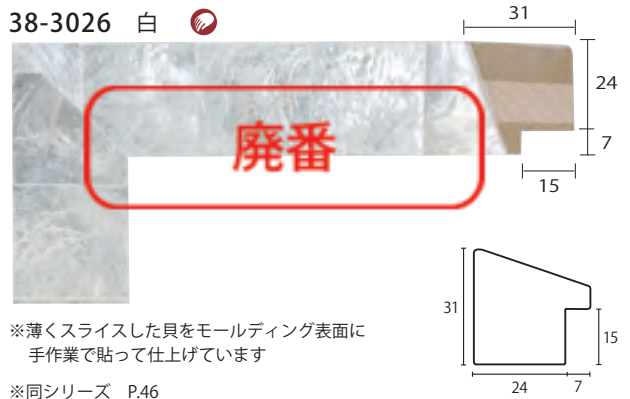 38-3026 白
31
24
7
15
廃番
31
15
24
7
※薄くスライスした貝をモールディング表面に
手作業で貼って仕上げています
※同シリーズ P.46